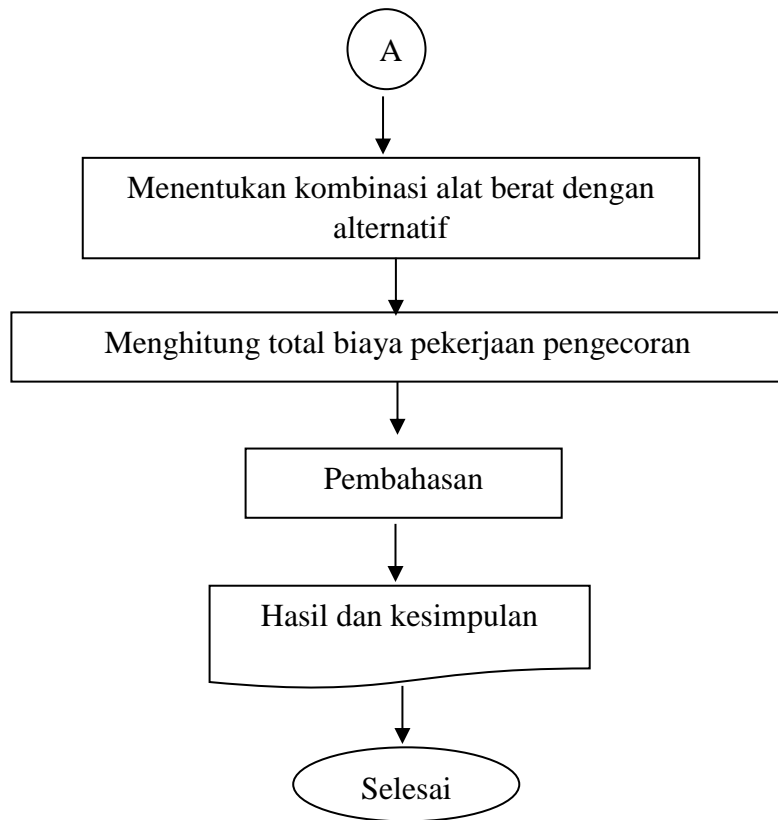 A
Menentukan kombinasi alat berat dengan
alternatif
Menghitung total biaya pekerjaan pengecoran
Pembahasan
Hasil dan kesimpulan
Selesai